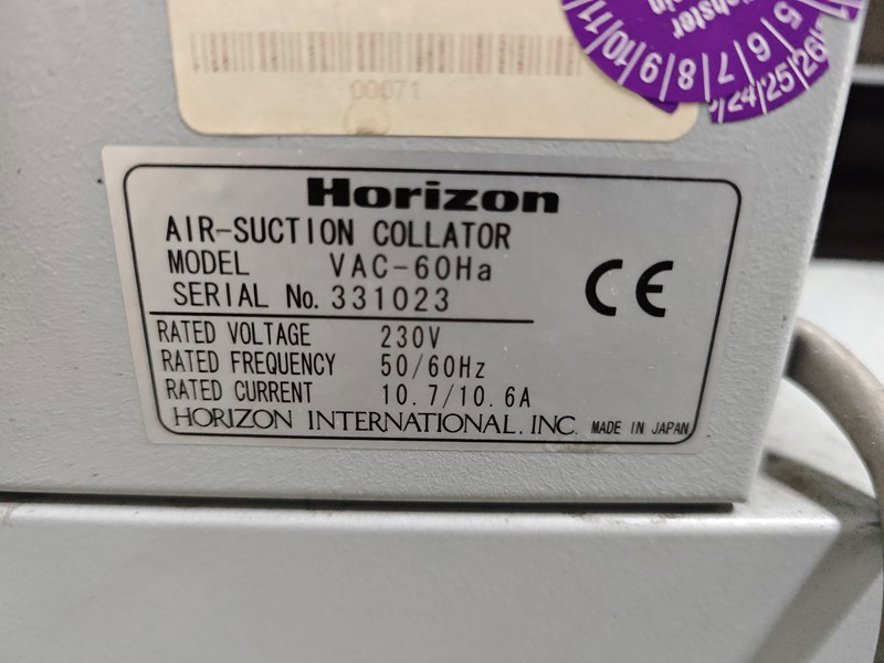 00071
11 10 9 8 7 6 5
24 25 26
Horizon
AIR-SUCTION COLLATOR
MODEL VAC-60Ha
SERIAL No. 331023
CE
RATED VOLTAGE 230V
RATED FREQUENCY 50/60Hz
RATED CURRENT 10.7/10.6A
HORIZON INTERNATIONAL, INC. MADE IN JAPAN